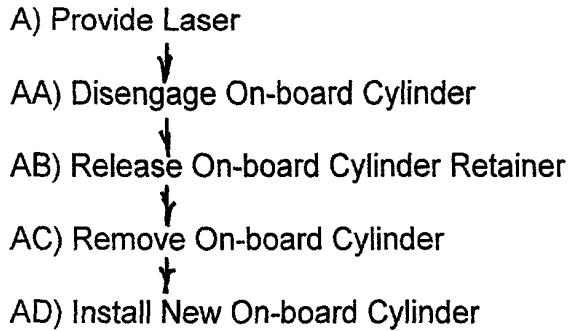 A) Provide Laser
AA) Disengage On-board Cylinder
AB) Release On-board Cylinder Retainer
AC) Remove On-board Cylinder
AD) Install New On-board Cylinder